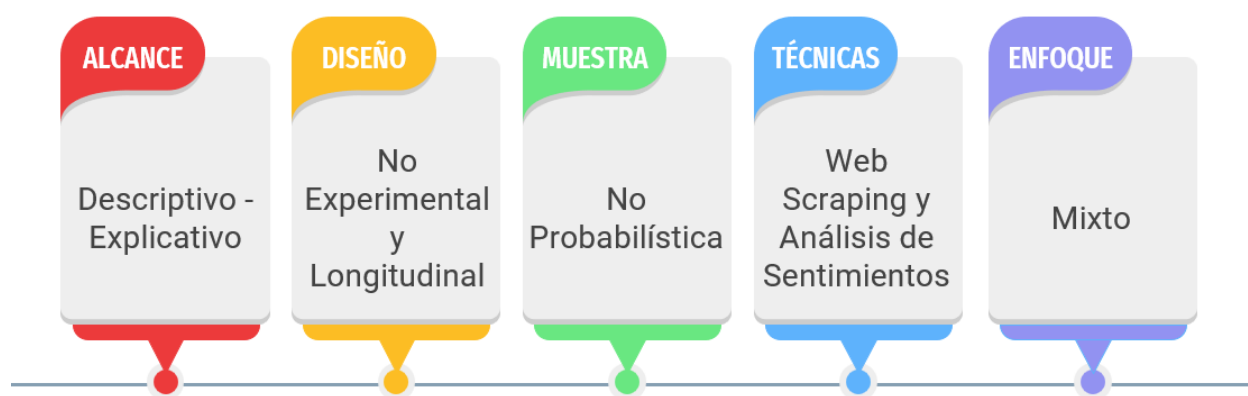 ALCANCE
Descriptivo -
Explicativo
DISEÑO
No
Experimental
y
Longitudinal
MUESTRA
No
Probabilística
TÉCNICAS
Web
Scraping y
Análisis de
Sentimientos
ENFOQUE
Mixto